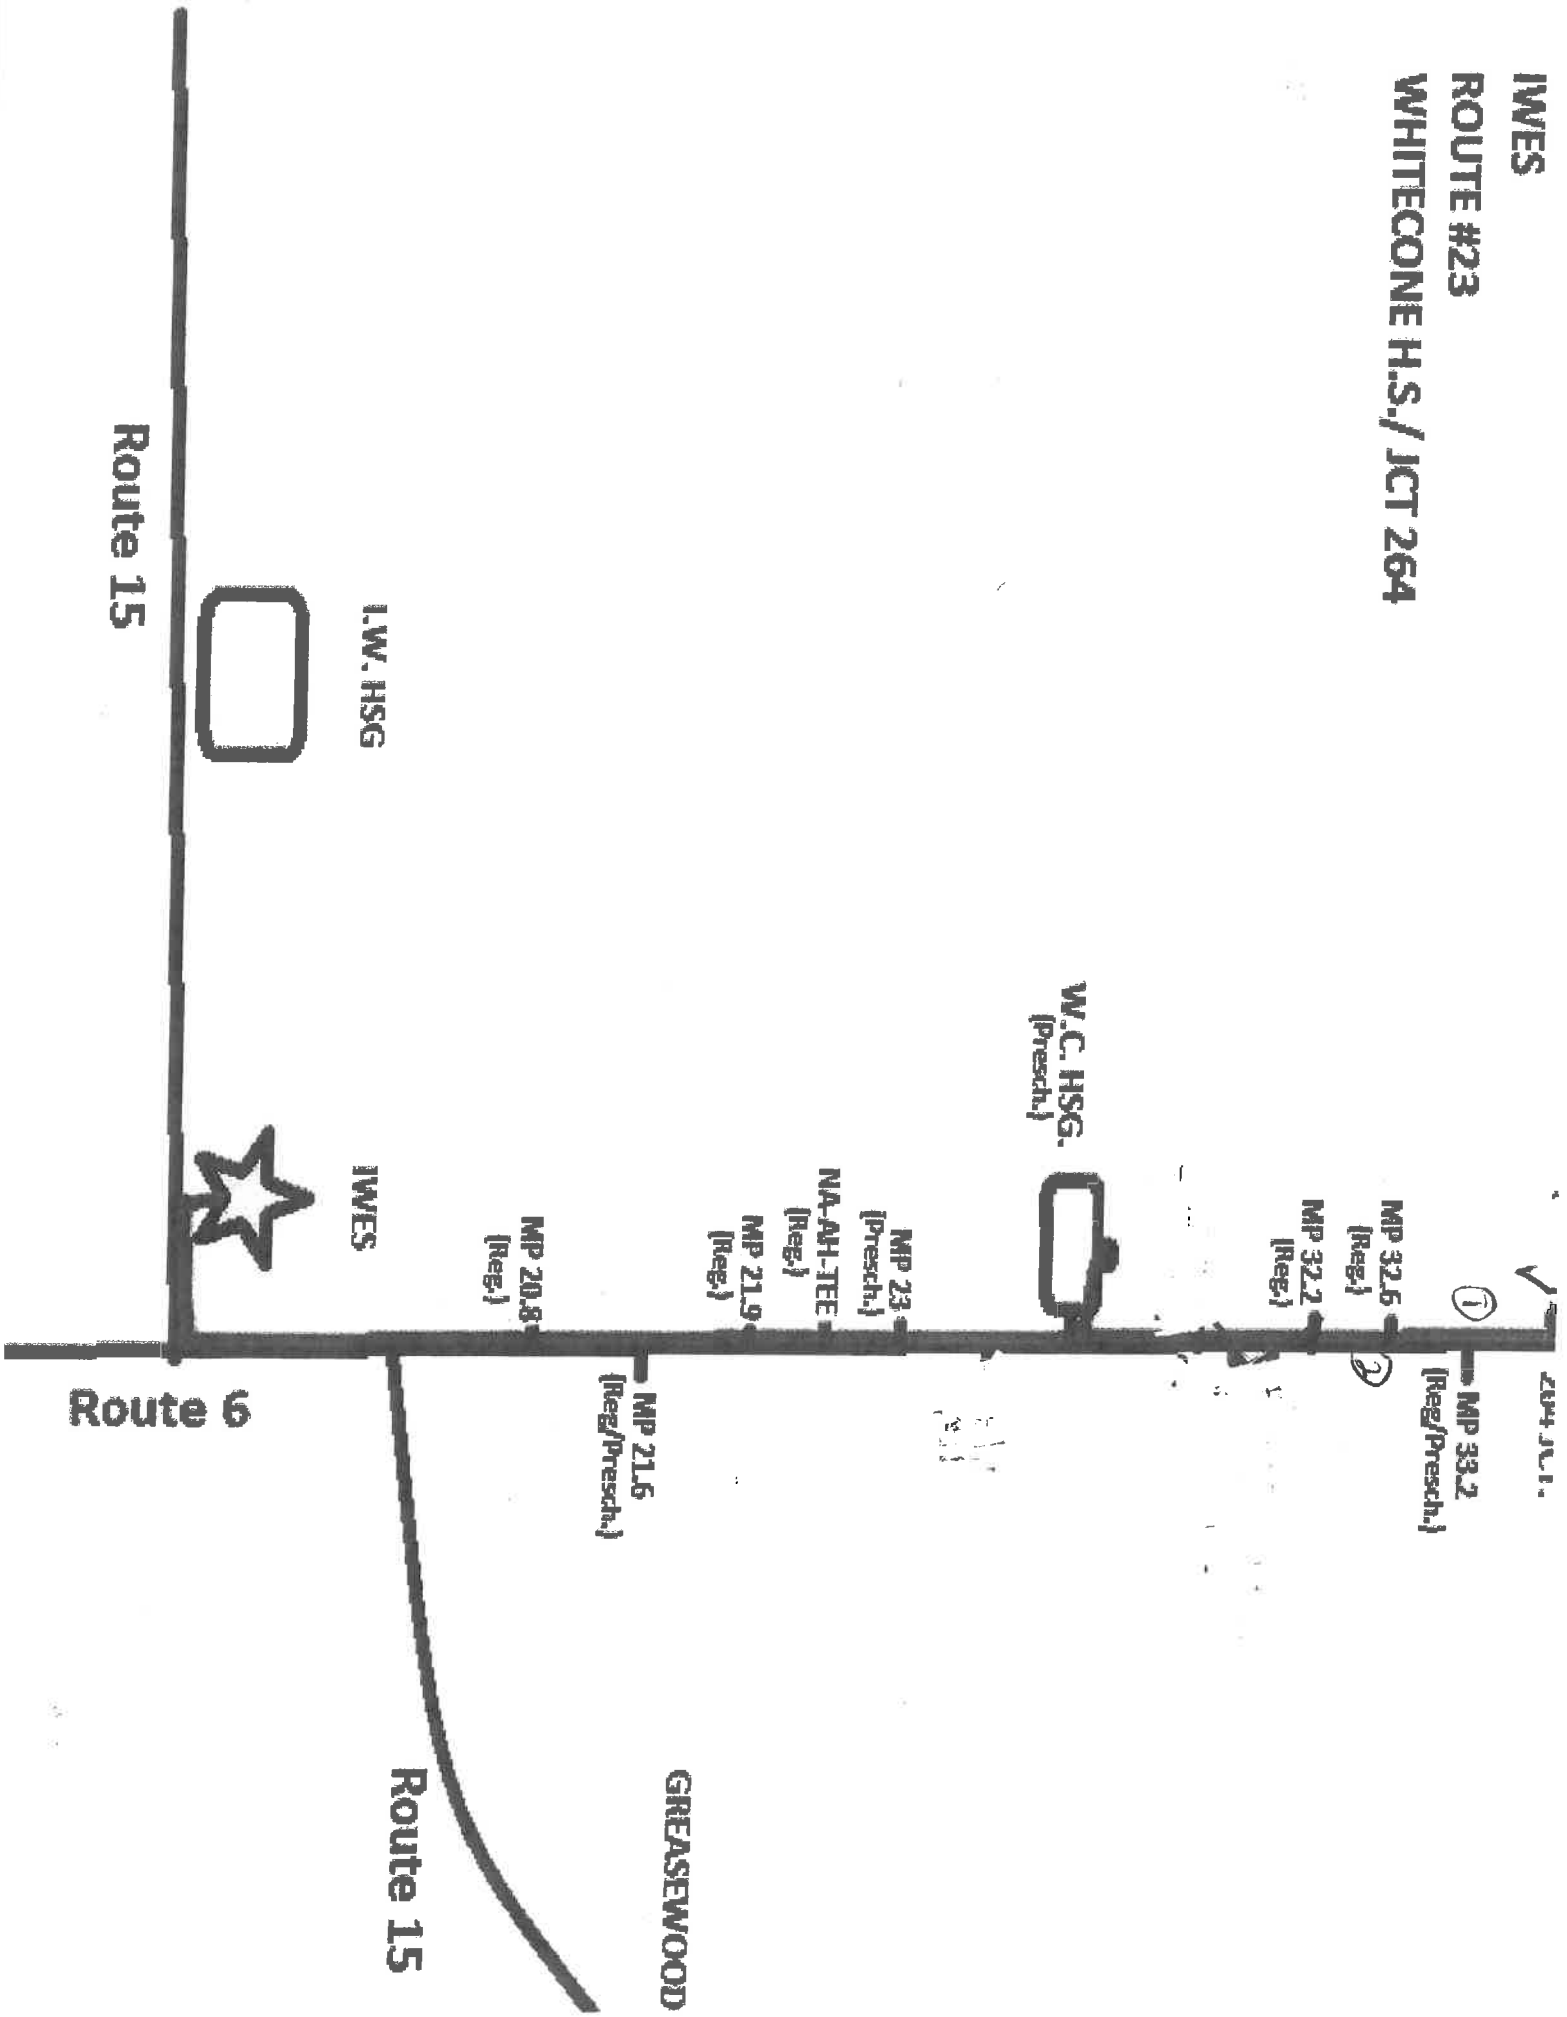 IWES
ROUTE #23
WHITECONE H.S./ JCT 264
264 JCT.
①
MP 33.2
(Reg/Presch.)
MP 32.6
(Reg.)
②
MP 32.2
(Reg.)
W.C. HSG.
(Presch.)
MP 23
(Presch.)
NA-AH-TEE
(Reg.)
MP 21.9
(Reg.)
MP 21.6
(Reg/Presch.)
GREASEWOOD
MP 20.8
(Reg.)
Route 15
I.W. HSG
IWES
Route 15
Route 6